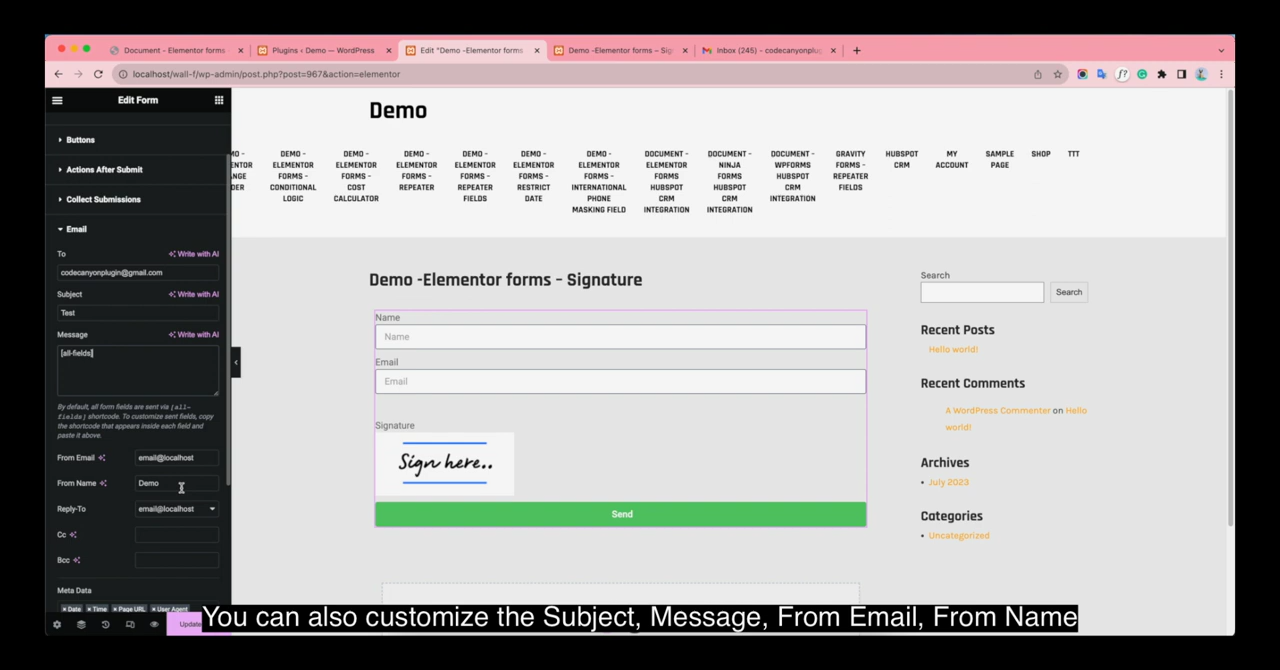 Document - Elementor forms
Plugins ‹ Demo — WordPress
Edit "Demo -Elementor forms
Demo -Elementor forms – Sig
Inbox (245) - codecanyonplug
localhost/wall-f/wp-admin/post.php?post=967&action=elementor
Edit Form
Buttons
Actions After Submit
Collect Submissions
Email
To
Write with AI
codecanyonplugin@gmail.com
Subject
Write with AI
Test
Message
Write with AI
[all-fields]
By default, all form fields are sent via [all-
fields] shortcode. To customize sent fields, copy
the shortcode that appears inside each field and
paste it above.
From Email
email@localhost
From Name
Demo
Reply-To
email@localhost
Cc
Bcc
Meta Data
× Date × Time × Page URL × User Agent
Update
Demo
DEMO -
ELEMENTOR
FORMS -
CONDITIONAL
LOGIC
DEMO -
ELEMENTOR
FORMS -
COST
CALCULATOR
DEMO -
ELEMENTOR
FORMS -
REPEATER
DEMO -
ELEMENTOR
FORMS -
REPEATER
FIELDS
DEMO -
ELEMENTOR
FORMS -
RESTRICT
DATE
DEMO -
ELEMENTOR
FORMS -
INTERNATIONAL
PHONE
MASKING FIELD
DOCUMENT -
ELEMENTOR
FORMS
HUBSPOT
CRM
INTEGRATION
DOCUMENT -
NINJA
FORMS
HUBSPOT
CRM
INTEGRATION
DOCUMENT -
WPFORMS
HUBSPOT
CRM
INTEGRATION
GRAVITY
FORMS -
REPEATER
FIELDS
HUBSPOT
CRM
MY
ACCOUNT
SAMPLE
PAGE
SHOP
TTT
Demo -Elementor forms – Signature
Name
Name
Email
Email
Signature
Sign here..
Send
Search
Search
Recent Posts
Hello world!
Recent Comments
A WordPress Commenter on Hello
world!
Archives
• July 2023
Categories
• Uncategorized
You can also customize the Subject, Message, From Email, From Name